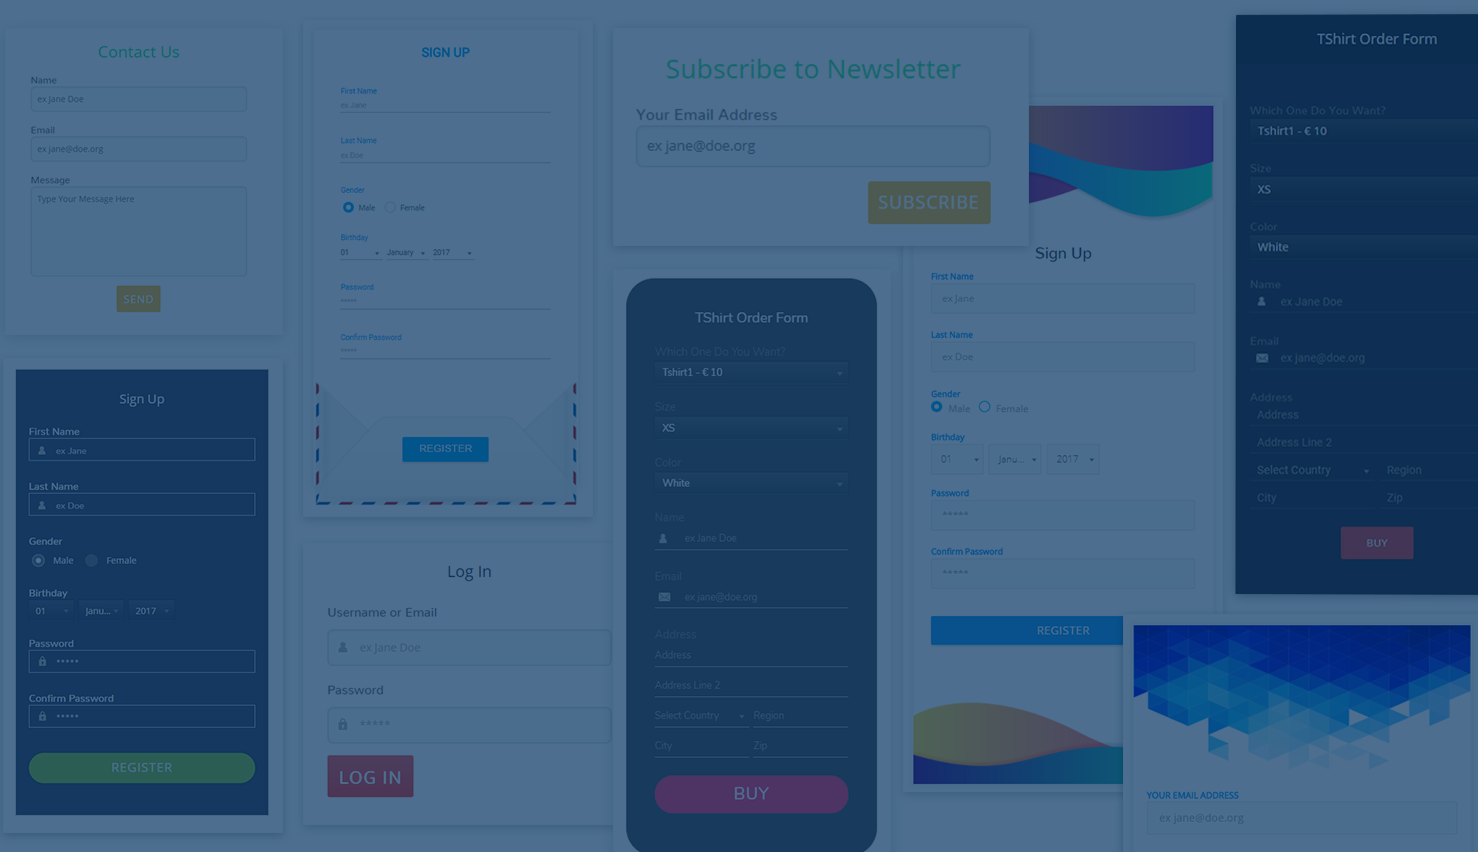 Contact Us
Name
ex Jane Doe
Email
ex jane@doe.org
Message
Type Your Message Here
SEND
Sign Up
First Name
ex Jane
Last Name
ex Doe
Gender
Male Female
Birthday
01 Janu... 2017
Password
*****
Confirm Password
*****
REGISTER
SIGN UP
First Name
ex Jane
Last Name
ex Doe
Gender
Male Female
Birthday
01 January 2017
Password
*****
Confirm Password
*****
REGISTER
Log In
Username or Email
ex Jane Doe
Password
*****
LOG IN
Subscribe to Newsletter
Your Email Address
ex jane@doe.org
SUBSCRIBE
TShirt Order Form
Which One Do You Want?
Tshirt1 - € 10
Size
XS
Color
White
Name
ex Jane Doe
Email
ex jane@doe.org
Address
Address
Address Line 2
Select Country Region
City Zip
BUY
Sign Up
First Name
ex Jane
Last Name
ex Doe
Gender
Male Female
Birthday
01 Janu... 2017
Password
*****
Confirm Password
*****
REGISTER
TShirt Order Form
Which One Do You Want?
Tshirt1 - € 10
Size
XS
Color
White
Name
ex Jane Doe
Email
ex jane@doe.org
Address
Address
Address Line 2
Select Country Region
City Zip
BUY
YOUR EMAIL ADDRESS
ex jane@doe.org